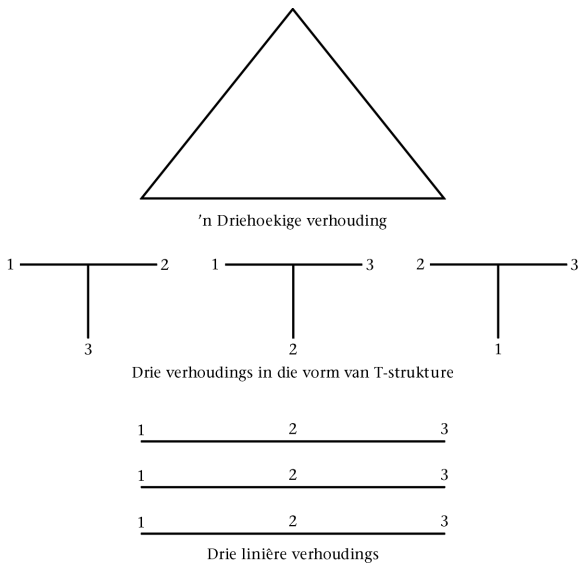 'n Driehoekige verhouding
1 2 1 3 2 3
3 2 1
Drie verhoudings in die vorm van T-strukture
1 2 3
1 2 3
1 2 3
Drie linière verhoudings